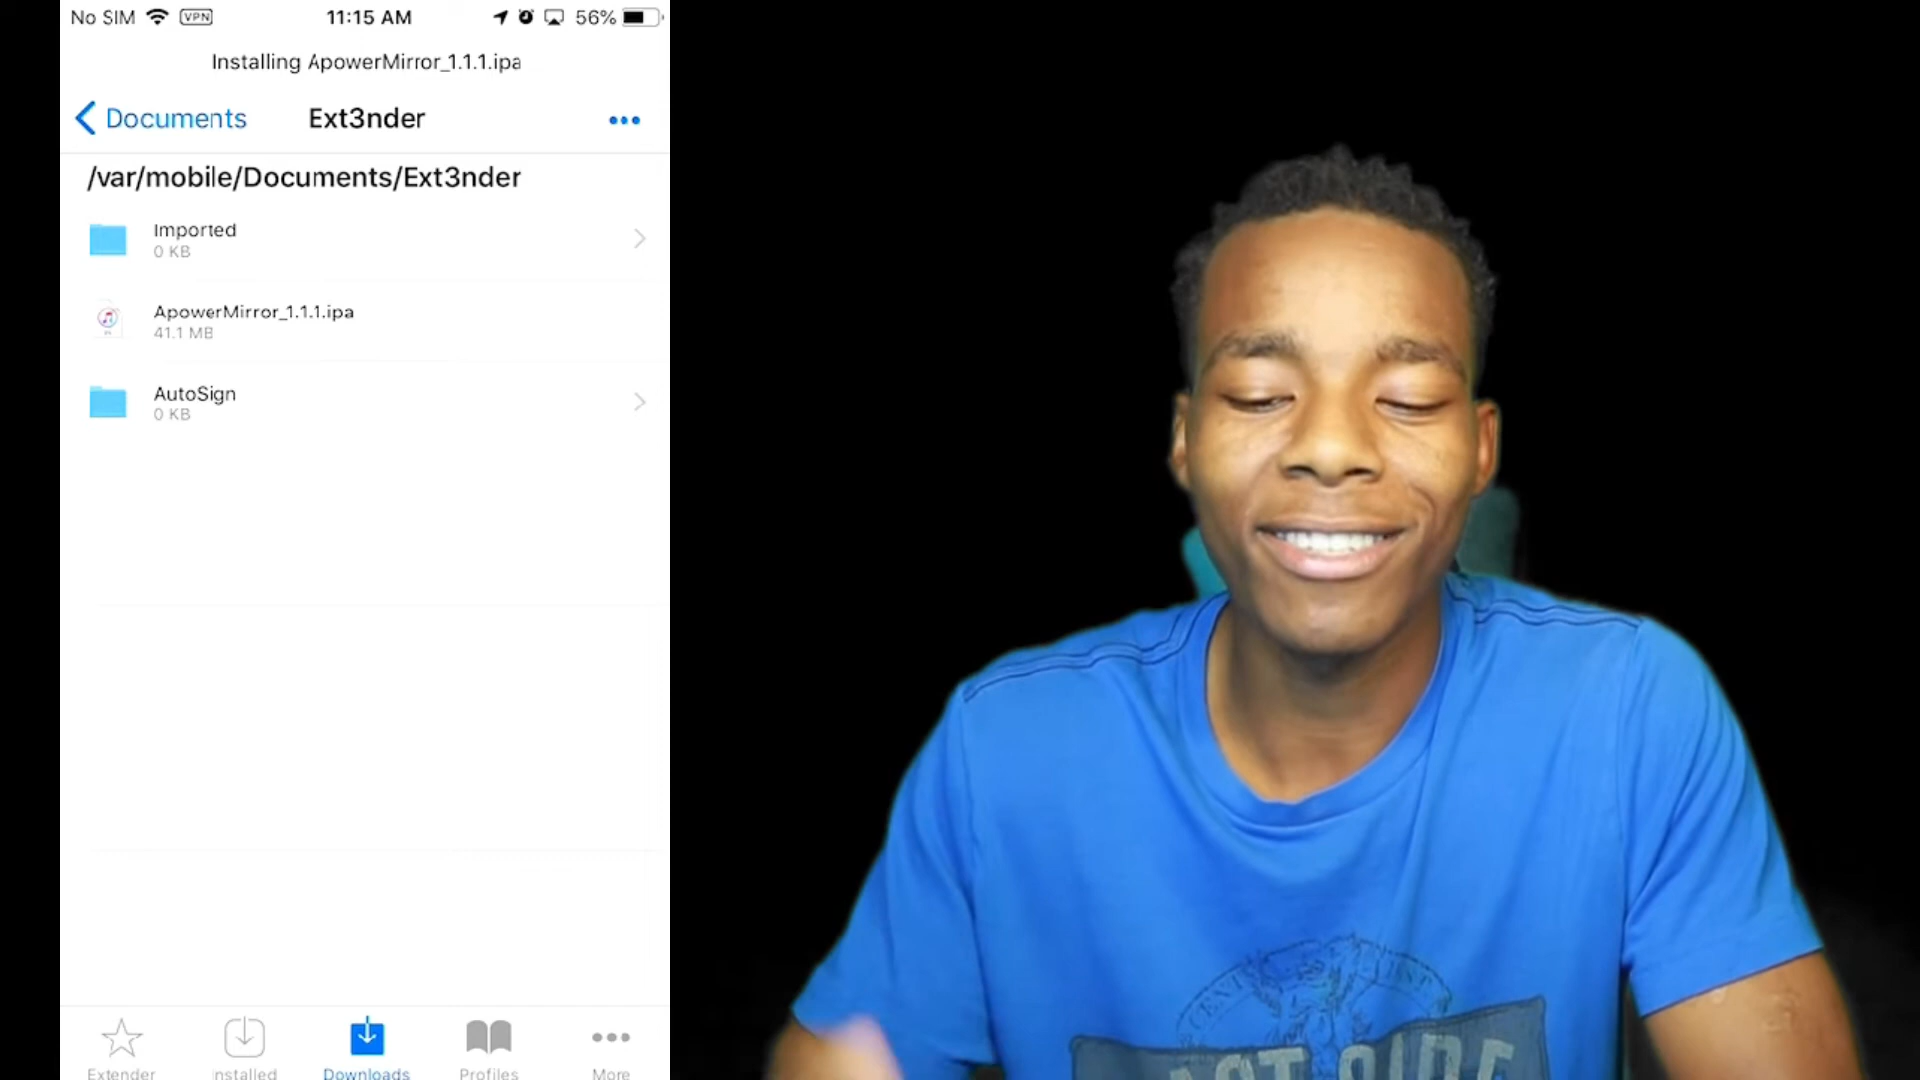 No SIM VPN 11:15 AM 56%
Installing ApowerMirror_1.1.1.ipa
Documents Ext3nder
/var/mobile/Documents/Ext3nder
Imported
0 KB
ApowerMirror_1.1.1.ipa
41.1 MB
AutoSign
0 KB
Extender Installed Downloads Profiles More
SIDE